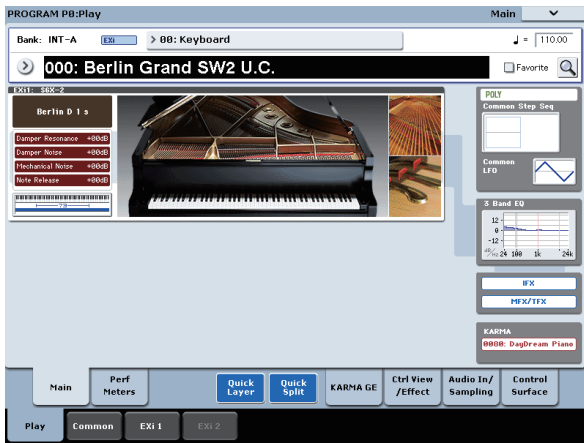 PROGRAM P0:Play Main
Bank: INT-A EXi 00: Keyboard ♩ = 110.00
000: Berlin Grand SW2 U.C. Favorite
EXi1: SGX-2
Berlin D 1 s
Damper Resonance +00dB
Damper Noise +00dB
Mechanical Noise +00dB
Note Release +00dB
POLY
Common Step Seq
Common
LFO
3 Band EQ
12
0
-12
dB/Hz 24 100 1k 24k
IFX
MFX/TFX
KARMA
0080: DayDream Piano
Main
Perf
Meters
Quick
Layer
Quick
Split
KARMA GE
Ctrl View
/Effect
Audio In/
Sampling
Control
Surface
Play Common EXi 1 EXi 2